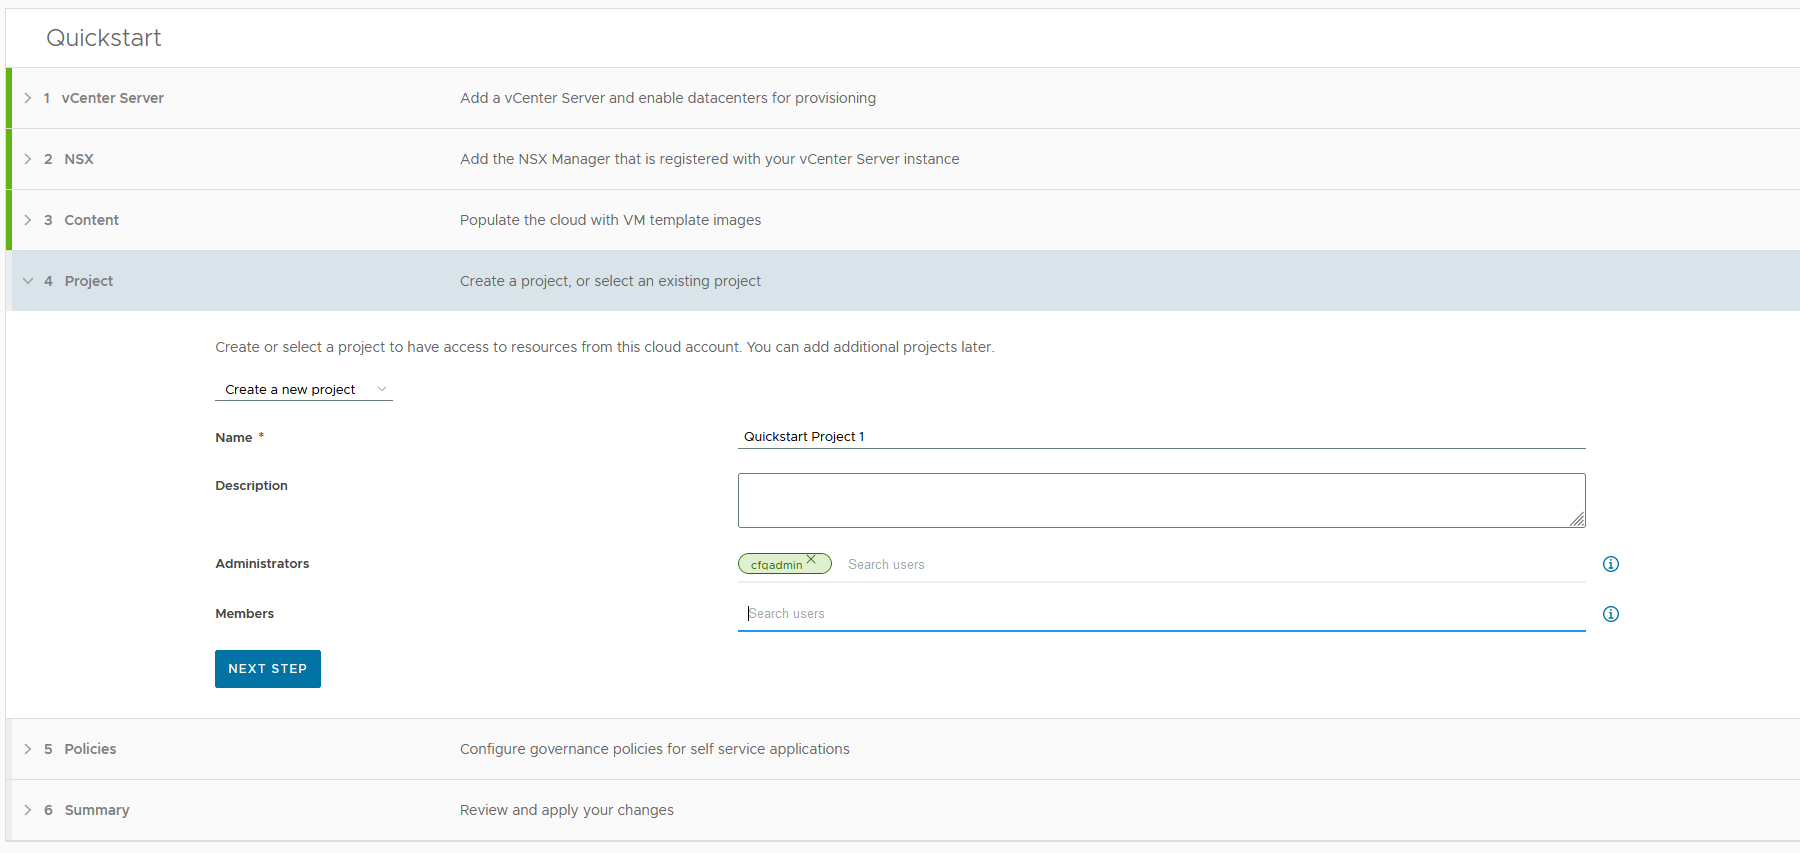 Quickstart
1 vCenter Server Add a vCenter Server and enable datacenters for provisioning
2 NSX Add the NSX Manager that is registered with your vCenter Server instance
3 Content Populate the cloud with VM template images
4 Project Create a project, or select an existing project
Create or select a project to have access to resources from this cloud account. You can add additional projects later.
Create a new project
Name * Quickstart Project 1
Description
Administrators cfgadmin Search users
Members Search users
NEXT STEP
5 Policies Configure governance policies for self service applications
6 Summary Review and apply your changes